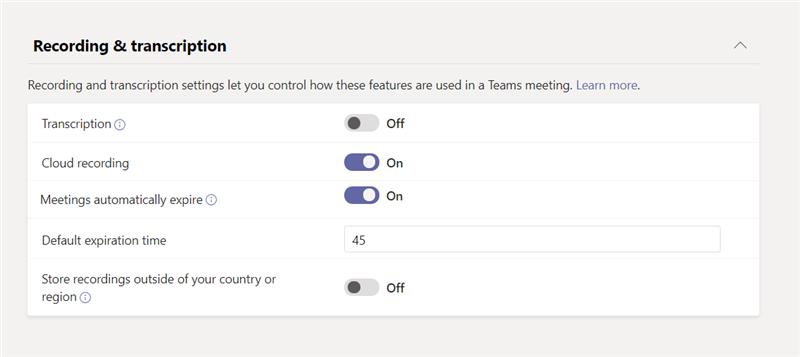 Recording & transcription
Recording and transcription settings let you control how these features are used in a Teams meeting. Learn more.
Transcription Off
Cloud recording On
Meetings automatically expire On
Default expiration time 45
Store recordings outside of your country or
region Off